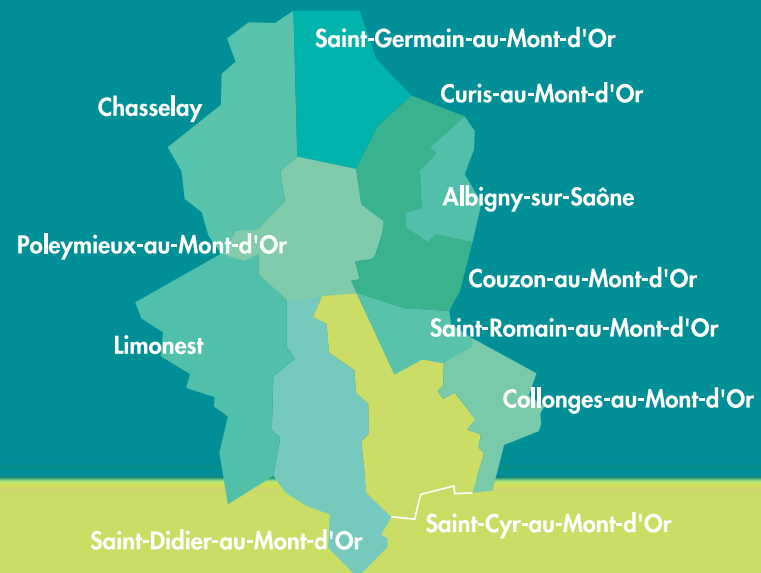 Saint-Germain-au-Mont-d'Or
Curis-au-Mont-d'Or
Chasselay
Albigny-sur-Saône
Poleymieux-au-Mont-d'Or
Couzon-au-Mont-d'Or
Saint-Romain-au-Mont-d'Or
Limonest
Collonges-au-Mont-d'Or
Saint-Cyr-au-Mont-d'Or
Saint-Didier-au-Mont-d'Or